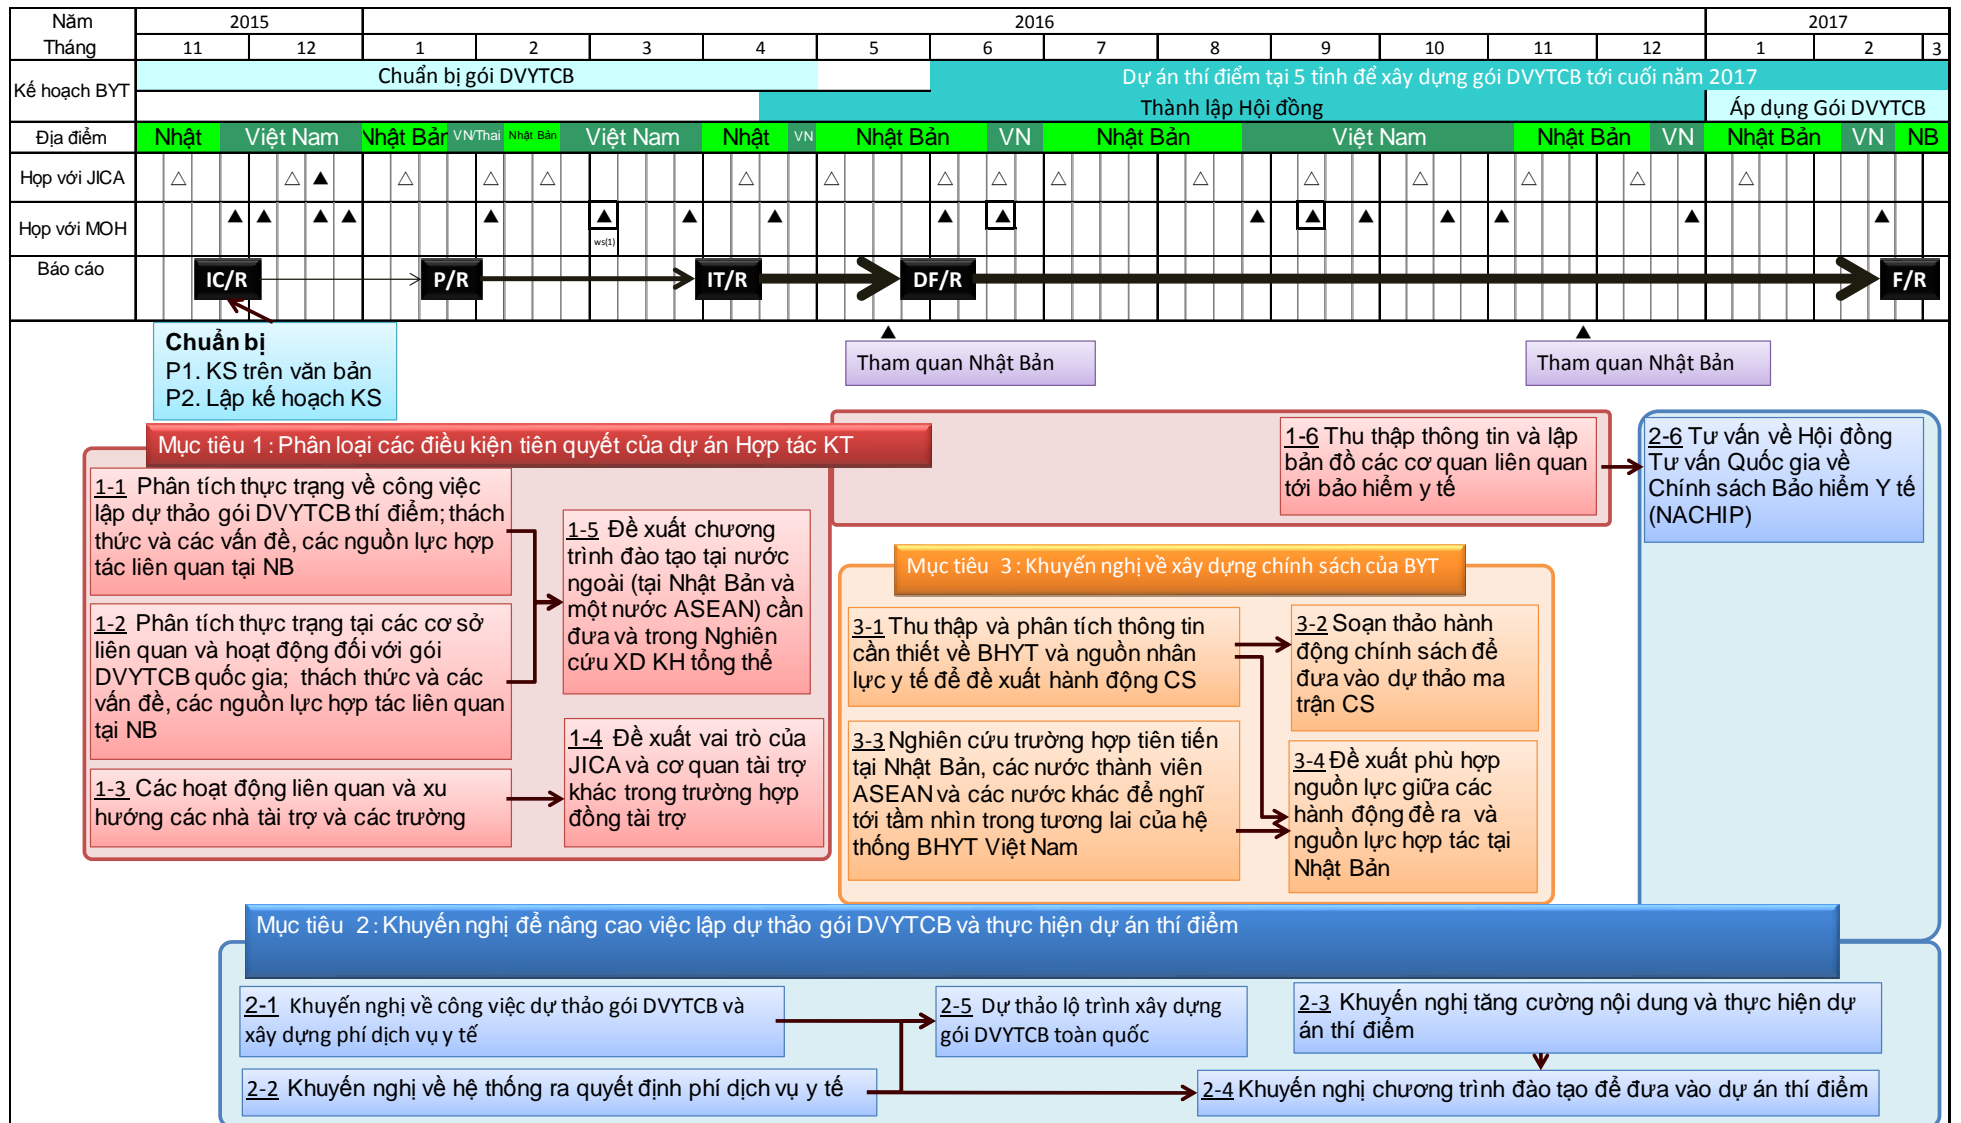 Năm 2015 2016 2017
Tháng 11 12 1 2 3 4 5 6 7 8 9 10 11 12 1 2 3
Kế hoạch BYT
Chuẩn bị gói DVYTCB
Dự án thí điểm tại 5 tỉnh để xây dựng gói DVYTCB tới cuối năm 2017
Thành lập Hội đồng
Áp dụng Gói DVYTCB
Địa điểm Nhật Việt Nam Nhật Bản VN/Thai Nhật Bản Việt Nam Nhật VN Nhật Bản VN Nhật Bản Việt Nam Nhật Bản VN Nhật Bản VN NB
Họp với JICA △ △ ▲ △ △ △ △ △ △ △ △ △ △ △ △ △ △
Họp với MOH ▲ ▲ ▲ ▲ ▲ ▲ ▲ ▲ ▲ ▲ ▲ ▲ ▲ ▲ ▲ ▲ ▲
ws(1)
Báo cáo IC/R P/R IT/R DF/R F/R
Chuẩn bị
P1. KS trên văn bản
P2. Lập kế hoạch KS
▲ ▲
Tham quan Nhật Bản
Tham quan Nhật Bản
Mục tiêu 1: Phân loại các điều kiện tiên quyết của dự án Hợp tác KT
1-1 Phân tích thực trạng về công việc
lập dự thảo gói DVYTCB thí điểm; thách
thức và các vấn đề, các nguồn lực hợp
tác liên quan tại NB
1-2 Phân tích thực trạng tại các cơ sở
liên quan và hoạt động đối với gói
DVYTCB quốc gia; thách thức và các
vấn đề, các nguồn lực hợp tác liên quan
tại NB
1-3 Các hoạt động liên quan và xu
hướng các nhà tài trợ và các trường
1-5 Đề xuất chương
trình đào tạo tại nước
ngoài (tại Nhật Bản và
một nước ASEAN) cần
đưa và trong Nghiên
cứu XD KH tổng thể
1-4 Đề xuất vai trò của
JICA và cơ quan tài trợ
khác trong trường hợp
đồng tài trợ
1-6 Thu thập thông tin và lập
bản đồ các cơ quan liên quan
tới bảo hiểm y tế
2-6 Tư vấn về Hội đồng
Tư vấn Quốc gia về
Chính sách Bảo hiểm Y tế
(NACHIP)
Mục tiêu 3: Khuyến nghị về xây dựng chính sách của BYT
3-1 Thu thập và phân tích thông tin
cần thiết về BHYT và nguồn nhân
lực y tế để đề xuất hành động CS
3-3 Nghiên cứu trường hợp tiên tiến
tại Nhật Bản, các nước thành viên
ASEAN và các nước khác để nghĩ
tới tầm nhìn trong tương lai của hệ
thống BHYT Việt Nam
3-2 Soạn thảo hành
động chính sách để
đưa vào dự thảo ma
trận CS
3-4 Đề xuất phù hợp
nguồn lực giữa các
hành động đề ra và
nguồn lực hợp tác tại
Nhật Bản
Mục tiêu 2: Khuyến nghị để nâng cao việc lập dự thảo gói DVYTCB và thực hiện dự án thí điểm
2-1 Khuyến nghị về công việc dự thảo gói DVYTCB và
xây dựng phí dịch vụ y tế
2-5 Dự thảo lộ trình xây dựng
gói DVYTCB toàn quốc
2-3 Khuyến nghị tăng cường nội dung và thực hiện dự
án thí điểm
2-2 Khuyến nghị về hệ thống ra quyết định phí dịch vụ y tế
2-4 Khuyến nghị chương trình đào tạo để đưa vào dự án thí điểm